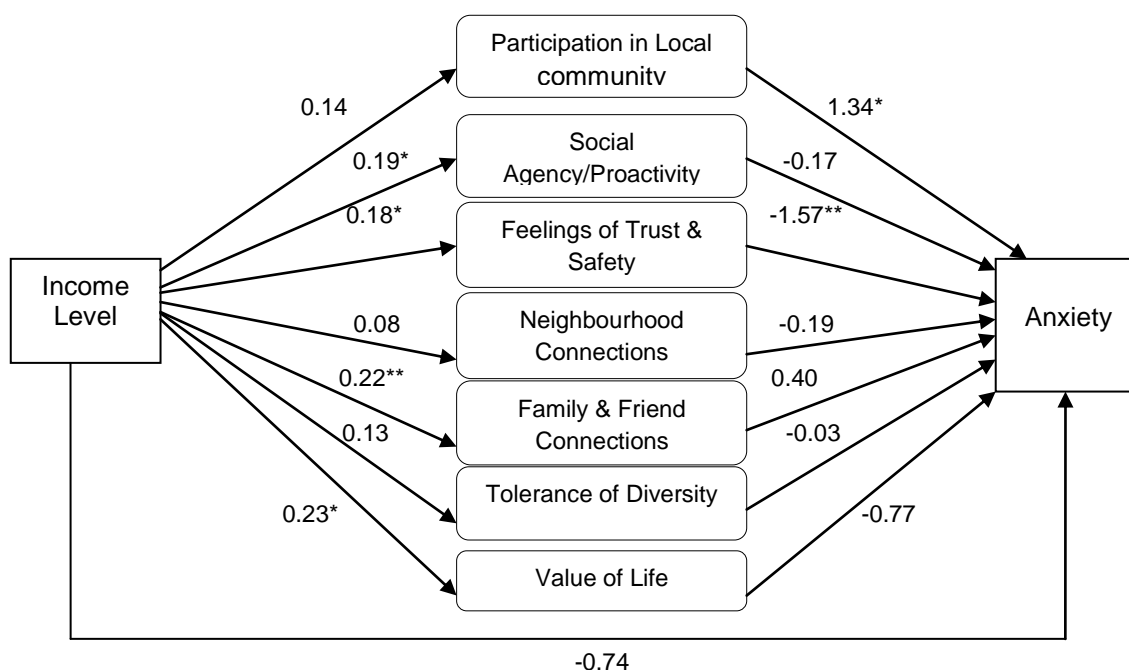 Participation in Local
community
0.14
1.34*
Social
Agency/Proactivity
0.19*
-0.17
0.18*
-1.57**
Feelings of Trust &
Safety
Income
Level
Anxiety
Neighbourhood
Connections
0.08
-0.19
0.22**
0.40
Family & Friend
Connections
0.13
-0.03
Tolerance of Diversity
0.23*
-0.77
Value of Life
-0.74